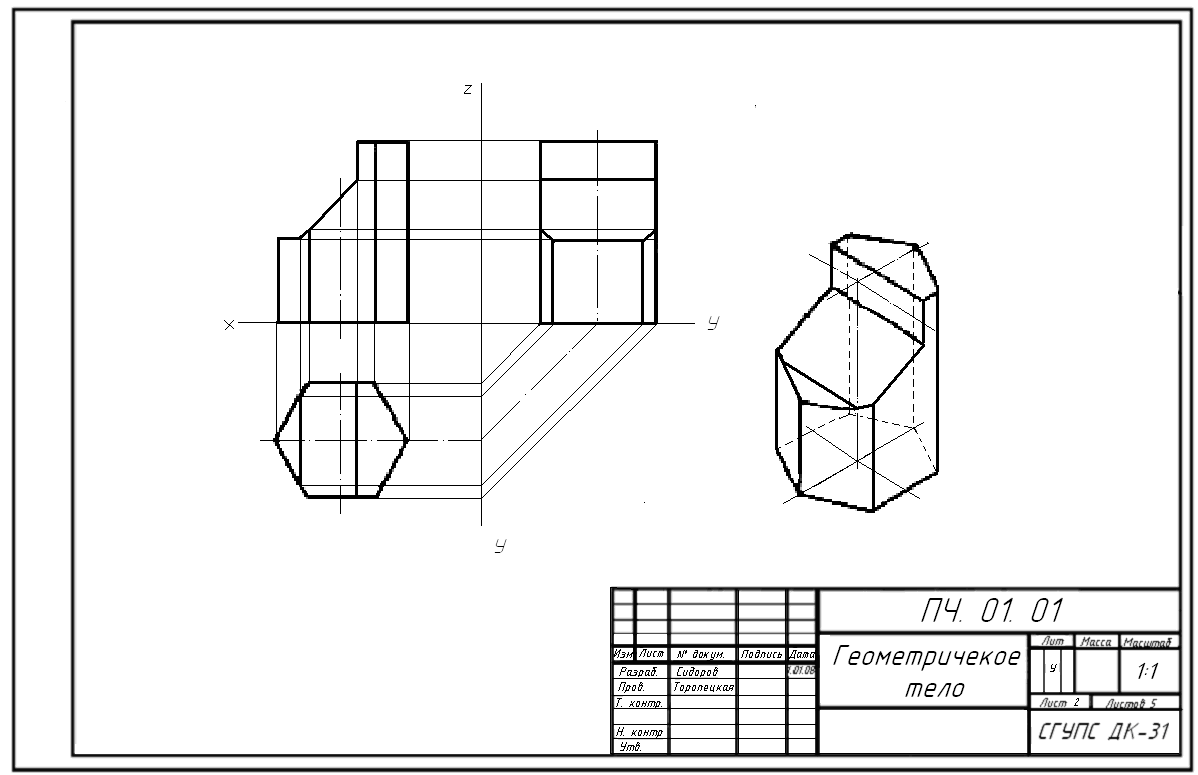 z
x
y
y
ПЧ. 01. 01
Изм Лист № докум. Подпись Дата
Разраб. Сидоров 1.01.08
Пров. Торопецкая
Т. контр.
Н. контр
Утв.
Геометричекое
тело
Лит Масса Масштаб
у 1:1
Лист 2 Листов 5
СГУПС ДК-31